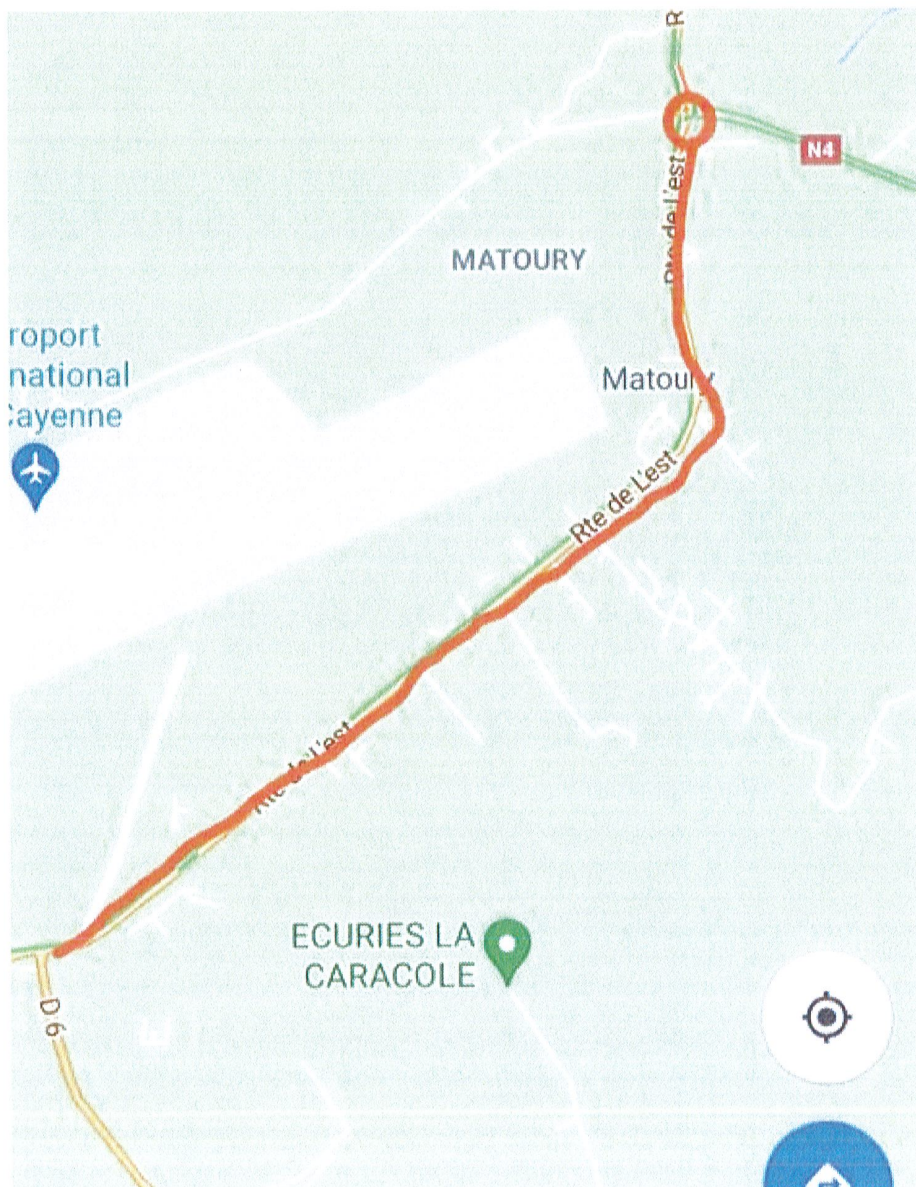 R
N4
Rte de L'est
MATOURY
roport
national
Cayenne
Matoury
Rte de L'est
Rte de L'est
ECURIES LA
CARACOLE
D 6